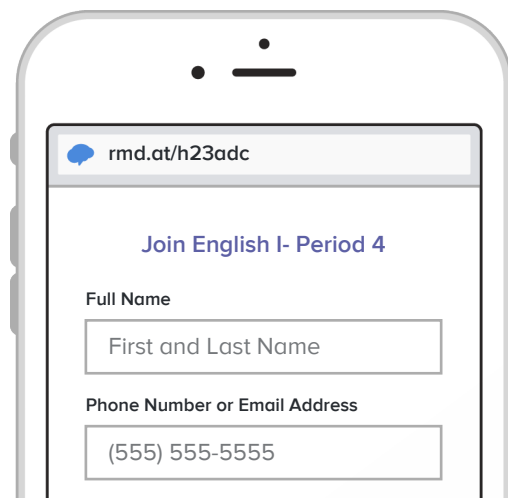 rmd.at/h23adc
Join English I- Period 4
Full Name
First and Last Name
Phone Number or Email Address
(555) 555-5555